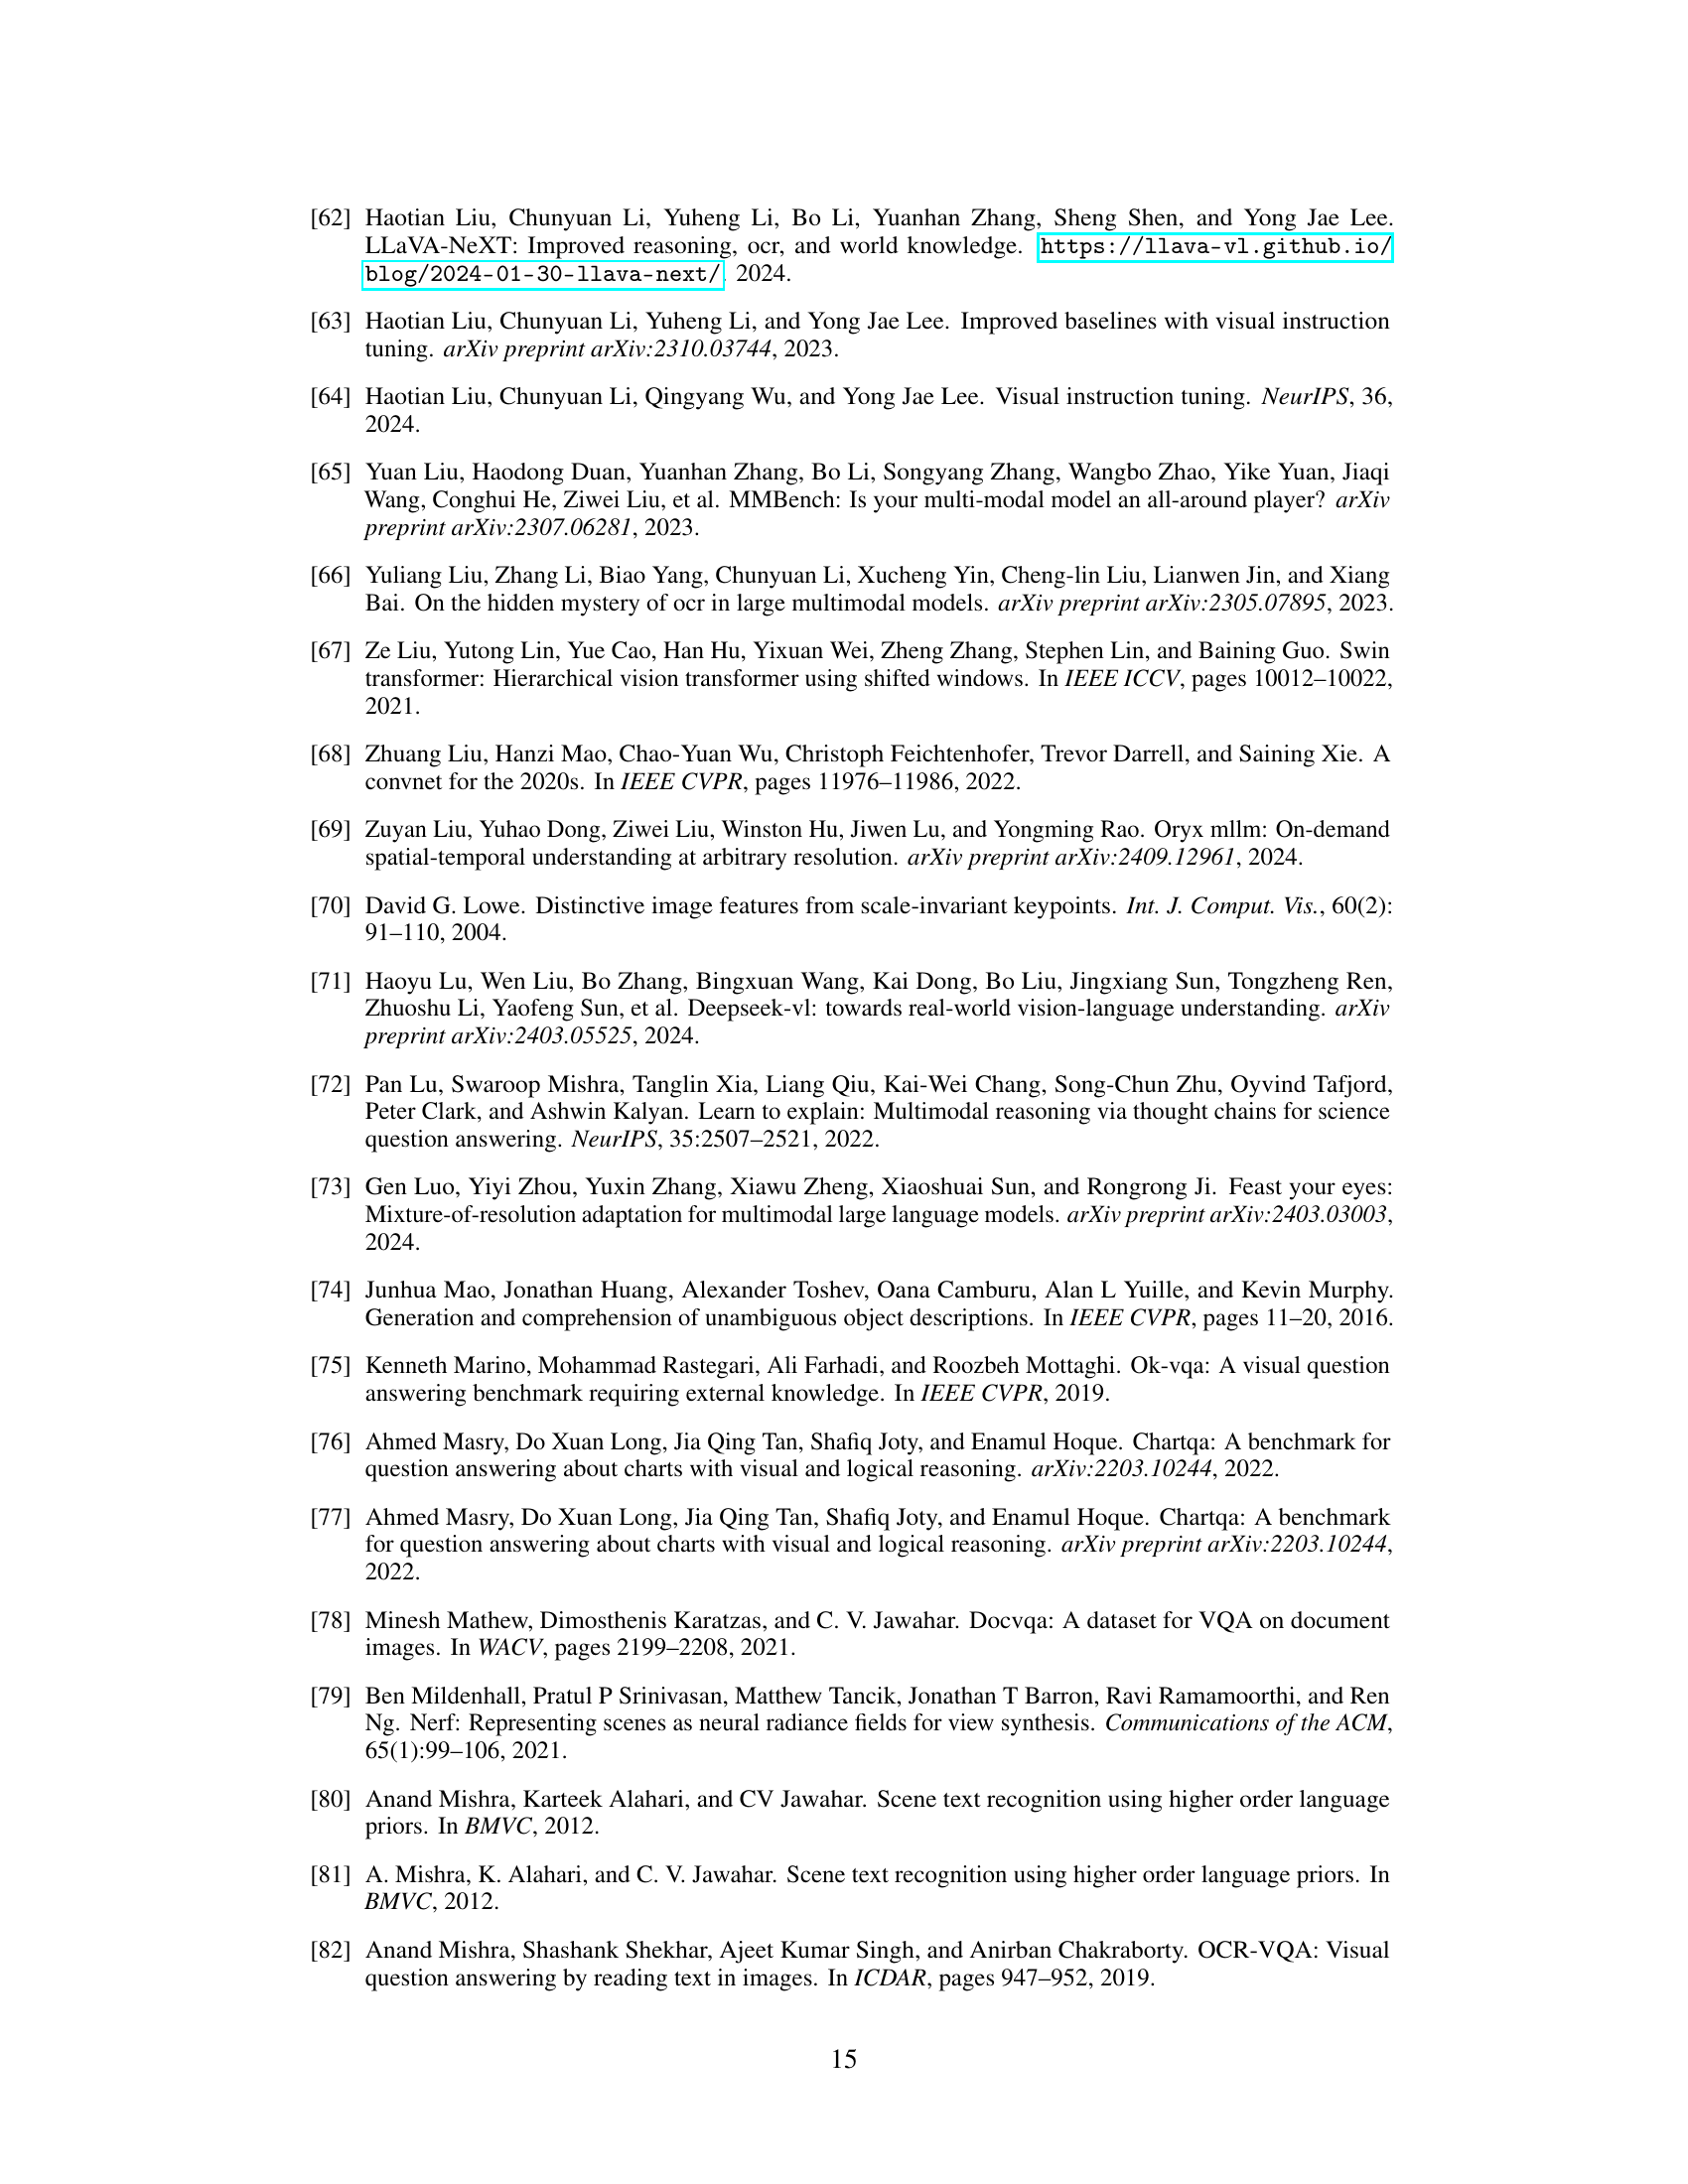 [62] Haotian Liu, Chunyuan Li, Yuheng Li, Bo Li, Yuanhan Zhang, Sheng Shen, and Yong Jae Lee.
LLaVA-NeXT: Improved reasoning, ocr, and world knowledge. https://llava-vl.github.io/
blog/2024-01-30-llava-next/ 2024.
[63] Haotian Liu, Chunyuan Li, Yuheng Li, and Yong Jae Lee. Improved baselines with visual instruction
tuning. arXiv preprint arXiv:2310.03744, 2023.
[64] Haotian Liu, Chunyuan Li, Qingyang Wu, and Yong Jae Lee. Visual instruction tuning. NeurIPS, 36,
2024.
[65] Yuan Liu, Haodong Duan, Yuanhan Zhang, Bo Li, Songyang Zhang, Wangbo Zhao, Yike Yuan, Jiaqi
Wang, Conghui He, Ziwei Liu, et al. MMBench: Is your multi-modal model an all-around player? arXiv
preprint arXiv:2307.06281, 2023.
[66] Yuliang Liu, Zhang Li, Biao Yang, Chunyuan Li, Xucheng Yin, Cheng-lin Liu, Lianwen Jin, and Xiang
Bai. On the hidden mystery of ocr in large multimodal models. arXiv preprint arXiv:2305.07895, 2023.
[67] Ze Liu, Yutong Lin, Yue Cao, Han Hu, Yixuan Wei, Zheng Zhang, Stephen Lin, and Baining Guo. Swin
transformer: Hierarchical vision transformer using shifted windows. In IEEE ICCV, pages 10012–10022,
2021.
[68] Zhuang Liu, Hanzi Mao, Chao-Yuan Wu, Christoph Feichtenhofer, Trevor Darrell, and Saining Xie. A
convnet for the 2020s. In IEEE CVPR, pages 11976–11986, 2022.
[69] Zuyan Liu, Yuhao Dong, Ziwei Liu, Winston Hu, Jiwen Lu, and Yongming Rao. Oryx mllm: On-demand
spatial-temporal understanding at arbitrary resolution. arXiv preprint arXiv:2409.12961, 2024.
[70] David G. Lowe. Distinctive image features from scale-invariant keypoints. Int. J. Comput. Vis., 60(2):
91–110, 2004.
[71] Haoyu Lu, Wen Liu, Bo Zhang, Bingxuan Wang, Kai Dong, Bo Liu, Jingxiang Sun, Tongzheng Ren,
Zhuoshu Li, Yaofeng Sun, et al. Deepseek-vl: towards real-world vision-language understanding. arXiv
preprint arXiv:2403.05525, 2024.
[72] Pan Lu, Swaroop Mishra, Tanglin Xia, Liang Qiu, Kai-Wei Chang, Song-Chun Zhu, Oyvind Tafjord,
Peter Clark, and Ashwin Kalyan. Learn to explain: Multimodal reasoning via thought chains for science
question answering. NeurIPS, 35:2507–2521, 2022.
[73] Gen Luo, Yiyi Zhou, Yuxin Zhang, Xiawu Zheng, Xiaoshuai Sun, and Rongrong Ji. Feast your eyes:
Mixture-of-resolution adaptation for multimodal large language models. arXiv preprint arXiv:2403.03003,
2024.
[74] Junhua Mao, Jonathan Huang, Alexander Toshev, Oana Camburu, Alan L Yuille, and Kevin Murphy.
Generation and comprehension of unambiguous object descriptions. In IEEE CVPR, pages 11–20, 2016.
[75] Kenneth Marino, Mohammad Rastegari, Ali Farhadi, and Roozbeh Mottaghi. Ok-vqa: A visual question
answering benchmark requiring external knowledge. In IEEE CVPR, 2019.
[76] Ahmed Masry, Do Xuan Long, Jia Qing Tan, Shafiq Joty, and Enamul Hoque. Chartqa: A benchmark for
question answering about charts with visual and logical reasoning. arXiv:2203.10244, 2022.
[77] Ahmed Masry, Do Xuan Long, Jia Qing Tan, Shafiq Joty, and Enamul Hoque. Chartqa: A benchmark
for question answering about charts with visual and logical reasoning. arXiv preprint arXiv:2203.10244,
2022.
[78] Minesh Mathew, Dimosthenis Karatzas, and C. V. Jawahar. Docvqa: A dataset for VQA on document
images. In WACV, pages 2199–2208, 2021.
[79] Ben Mildenhall, Pratul P Srinivasan, Matthew Tancik, Jonathan T Barron, Ravi Ramamoorthi, and Ren
Ng. Nerf: Representing scenes as neural radiance fields for view synthesis. Communications of the ACM,
65(1):99–106, 2021.
[80] Anand Mishra, Karteek Alahari, and CV Jawahar. Scene text recognition using higher order language
priors. In BMVC, 2012.
[81] A. Mishra, K. Alahari, and C. V. Jawahar. Scene text recognition using higher order language priors. In
BMVC, 2012.
[82] Anand Mishra, Shashank Shekhar, Ajeet Kumar Singh, and Anirban Chakraborty. OCR-VQA: Visual
question answering by reading text in images. In ICDAR, pages 947–952, 2019.
15